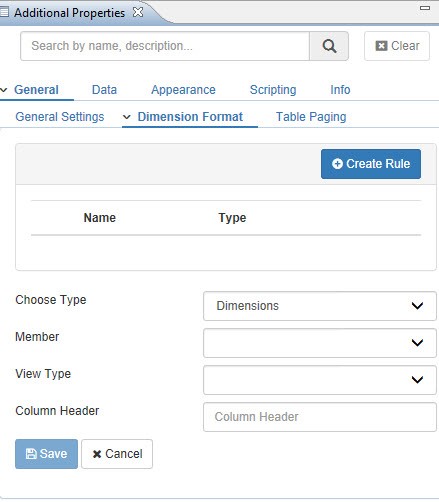 Additional Properties
Search by name, description...
Clear
General Data Appearance Scripting Info
General Settings Dimension Format Table Paging
Create Rule
Name Type
Choose Type Dimensions
Member
View Type
Column Header Column Header
Save Cancel